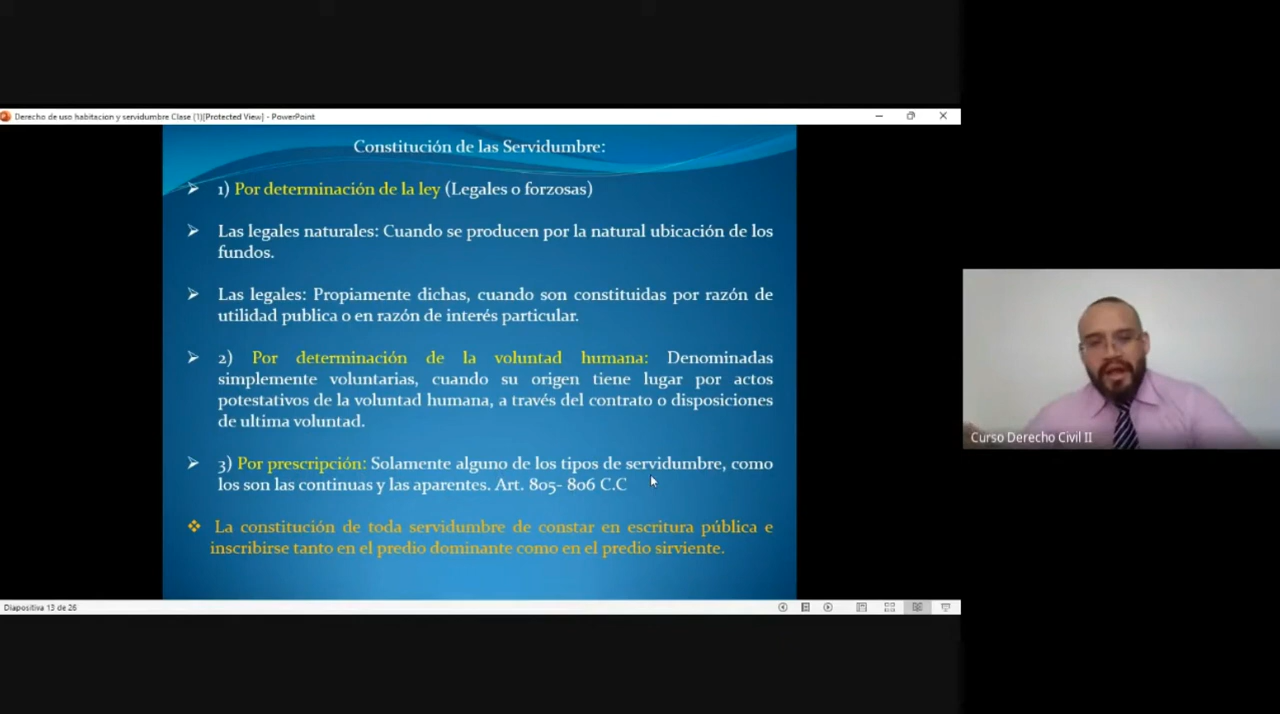 Derecho de uso habitacion y servidumbre Clase (1)[Protected View] - PowerPoint
Constitución de las Servidumbre:
➢ 1) Por determinación de la ley (Legales o forzosas)
➢ Las legales naturales: Cuando se producen por la natural ubicación de los
fundos.
➢ Las legales: Propiamente dichas, cuando son constituidas por razón de
utilidad publica o en razón de interés particular.
➢ 2) Por determinación de la voluntad humana: Denominadas
simplemente voluntarias, cuando su origen tiene lugar por actos
potestativos de la voluntad humana, a través del contrato o disposiciones
de ultima voluntad.
➢ 3) Por prescripción: Solamente alguno de los tipos de servidumbre, como
los son las continuas y las aparentes. Art. 805- 806 C.C
❖ La constitución de toda servidumbre de constar en escritura pública e
inscribirse tanto en el predio dominante como en el predio sirviente.
Diapositiva 13 de 26
Curso Derecho Civil II